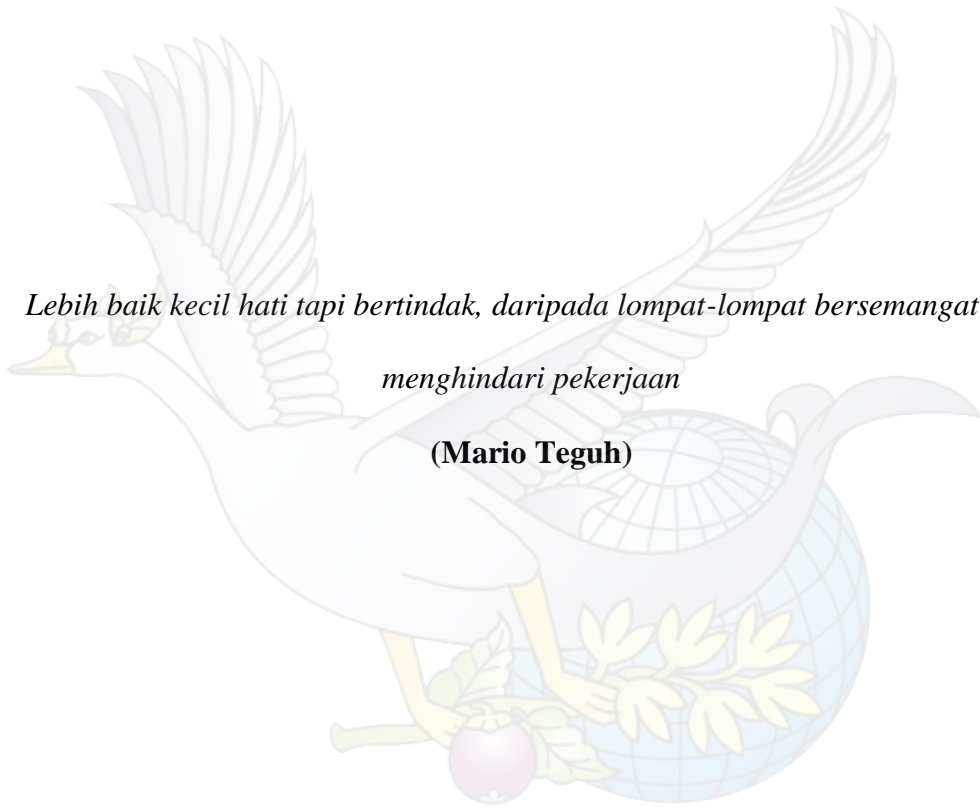 Lebih baik kecil hati tapi bertindak, daripada lompat-lompat bersemangat
menghindari pekerjaan
(Mario Teguh)